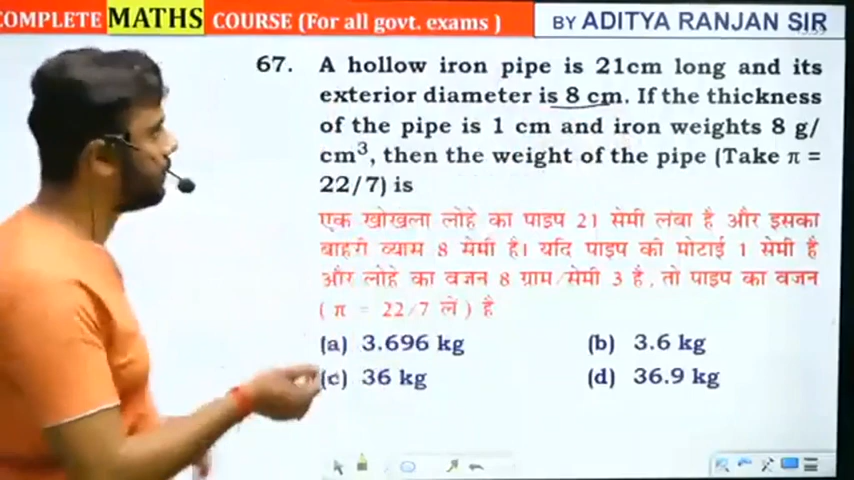 COMPLETE MATHS COURSE (For all govt. exams )
BY ADITYA RANJAN SIR
67. A hollow iron pipe is 21cm long and its
exterior diameter is 8 cm. If the thickness
of the pipe is 1 cm and iron weights 8 g/
cm³, then the weight of the pipe (Take π =
22/7) is
एक खोखला लोहे का पाइप 21 सेमी लंबा है और इसका
बाहरी व्यास 8 सेमी है। यदि पाइप की मोटाई 1 सेमी है
और लोहे का वजन 8 ग्राम/सेमी 3 है, तो पाइप का वजन
( π = 22/7 लें ) है
(a) 3.696 kg (b) 3.6 kg
(c) 36 kg (d) 36.9 kg